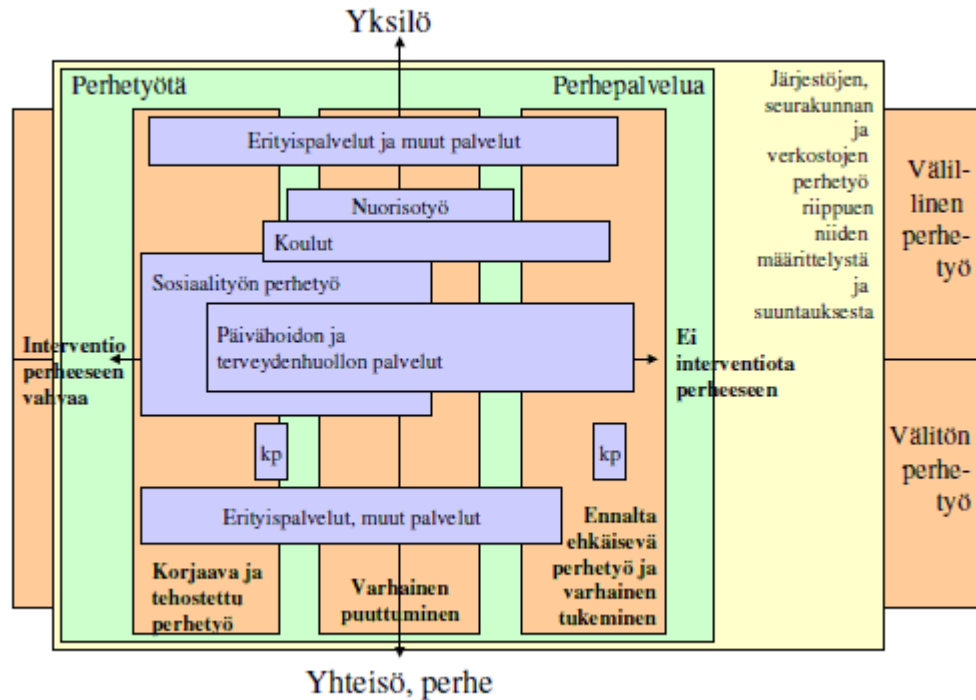 Yksilö
Perhetyötä
Perhepalvelua
Järjestöjen,
seurakunnan
ja
verkostojen
perhetyö
riippuen
niiden
määrittelystä
ja
suuntauksesta
Erityispalvelut ja muut palvelut
Nuorisotyö
Koulut
Sosiaalityön perhetyö
Päivähoidon ja
terveydenhuollon palvelut
Interventio
perheeseen
vahvaa
Ei
interventiota
perheeseen
Välil-
linen
perhe-
työ
Välitön
perhe-
työ
kp
kp
Erityispalvelut, muut palvelut
Korjaava ja
tehostettu
perhetyö
Varhainen
puuttuminen
Ennalta
ehkäisevä
perhetyö ja
varhainen
tukeminen
Yhteisö, perhe